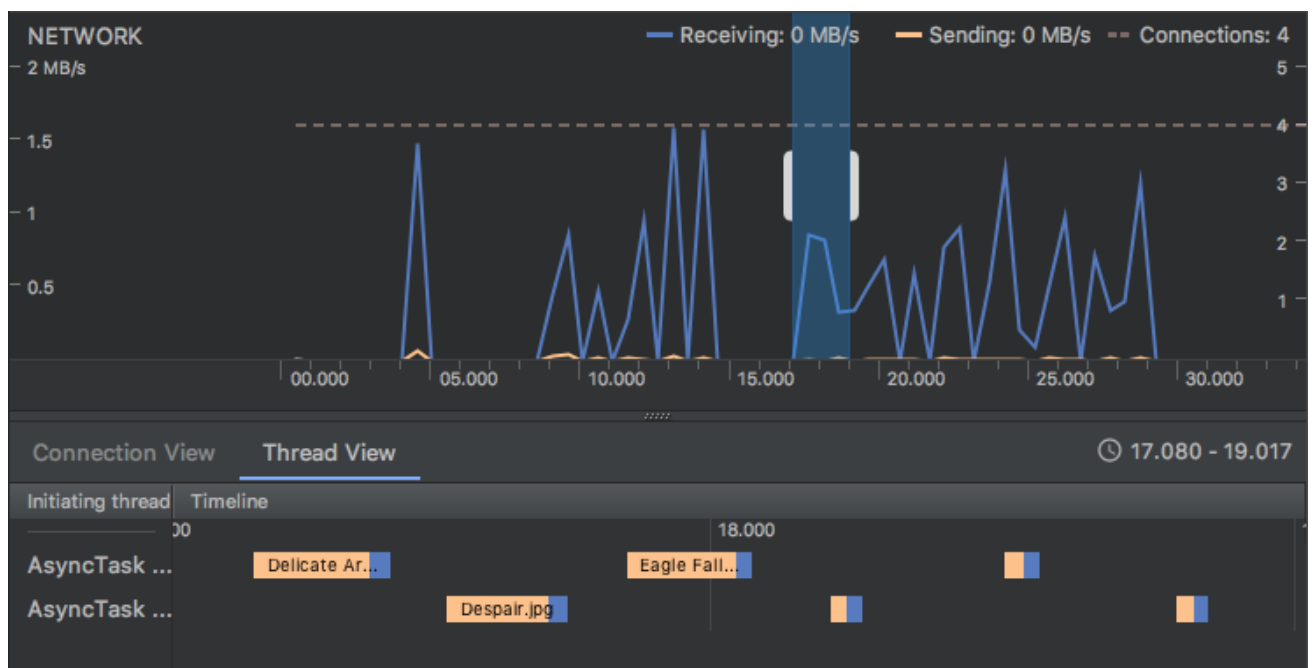 NETWORK Receiving: 0 MB/s Sending: 0 MB/s Connections: 4
2 MB/s 5
1.5 4
1 3
2
0.5
1
00.000 05.000 10.000 15.000 20.000 25.000 30.000
Connection View Thread View 17.080 - 19.017
Initiating thread Timeline
00 18.000
AsyncTask ... Delicate Ar... Eagle Fall...
AsyncTask ... Despair.jpg